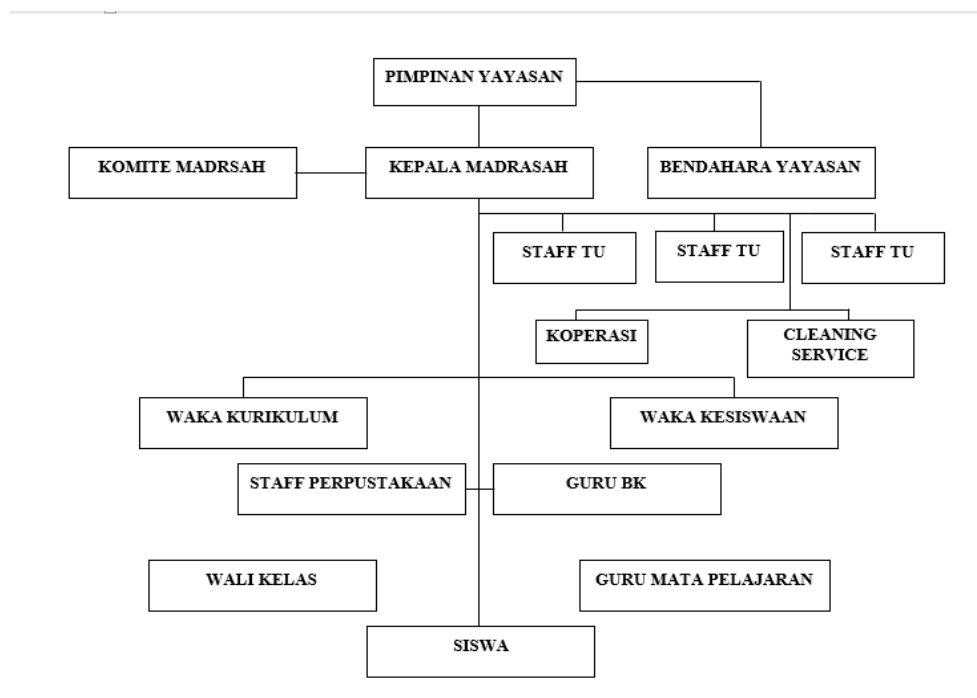 PIMPINAN YAYASAN
KOMITE MADRSAH
KEPALA MADRASAH
BENDAHARA YAYASAN
STAFF TU
STAFF TU
STAFF TU
KOPERASI
CLEANING
SERVICE
WAKA KURIKULUM
WAKA KESISWAAN
STAFF PERPUSTAKAAN
GURU BK
WALI KELAS
GURU MATA PELAJARAN
SISWA